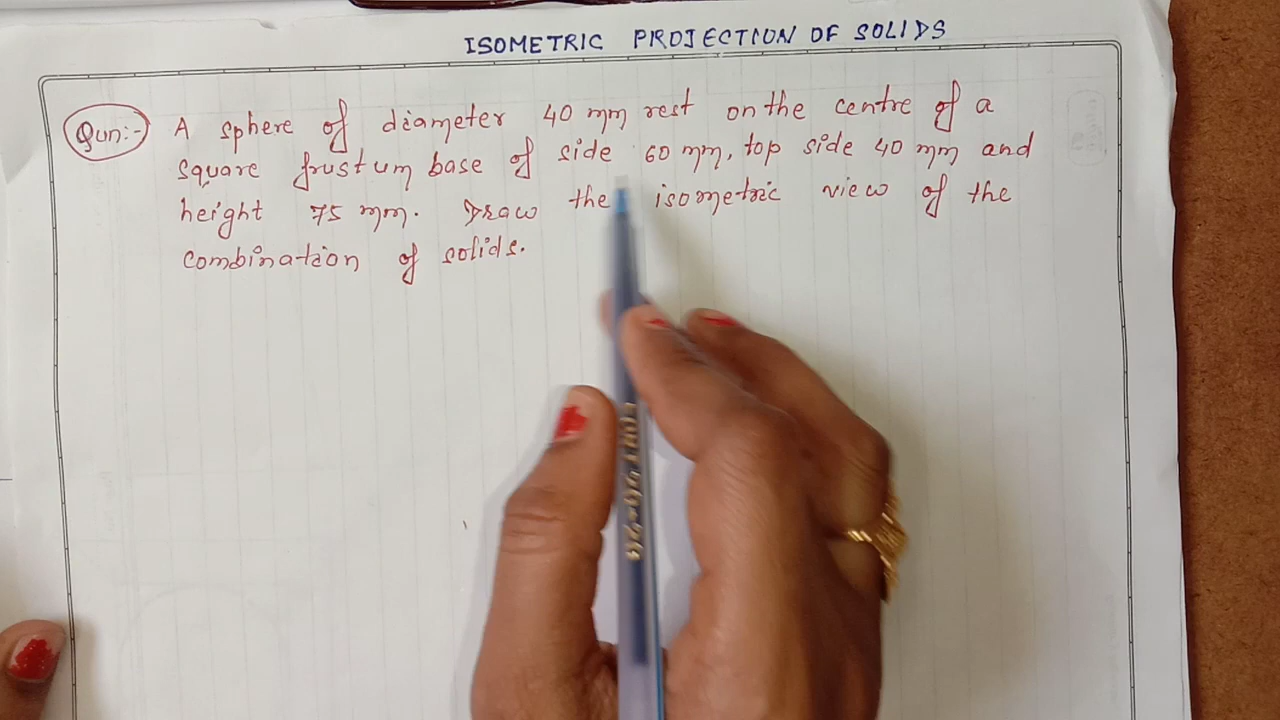 ISOMETRIC PROJECTION OF SOLIDS
Qun:- A sphere of diameter 40 mm rest on the centre of a
square frustum base of side 60 mm, top side 40 mm and
height 75 mm. Draw the isometric view of the
combination of solids.